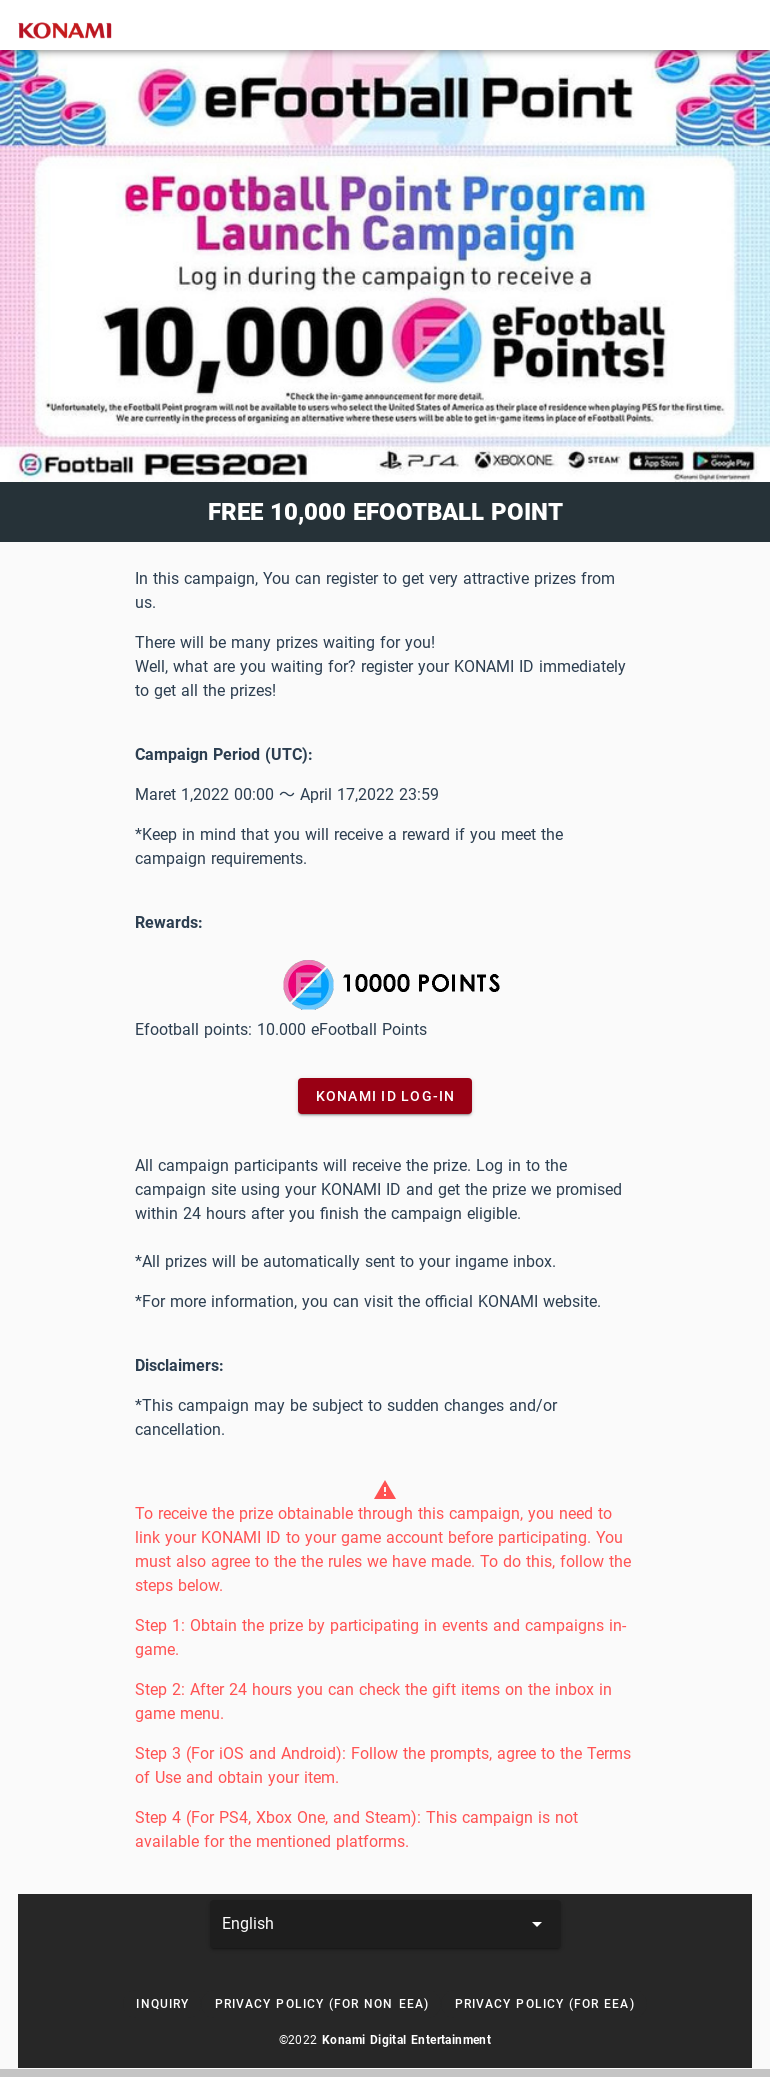 KONAMI
eFootball Point
eFootball Point Program
Launch Campaign
Log in during the campaign to receive a
10,000 eFootball Points!
*Check the in-game announcement for more detail.
*Unfortunately, the eFootball Point program will not be available to users who select the United States of America as their place of residence when playing PES for the first time.
We are currently in the process of organizing an alternative where these users will be able to get in-game items in place of eFootball Points.
eFootball PES2021 PS4 XBOX ONE STEAM Download on the App Store GET IT ON Google Play
©Konami Digital Entertainment
FREE 10,000 EFOOTBALL POINT
In this campaign, You can register to get very attractive prizes from
us.
There will be many prizes waiting for you!
Well, what are you waiting for? register your KONAMI ID immediately
to get all the prizes!
Campaign Period (UTC):
Maret 1,2022 00:00 〜 April 17,2022 23:59
*Keep in mind that you will receive a reward if you meet the
campaign requirements.
Rewards:
10000 POINTS
Efootball points: 10.000 eFootball Points
KONAMI ID LOG-IN
All campaign participants will receive the prize. Log in to the
campaign site using your KONAMI ID and get the prize we promised
within 24 hours after you finish the campaign eligible.
*All prizes will be automatically sent to your ingame inbox.
*For more information, you can visit the official KONAMI website.
Disclaimers:
*This campaign may be subject to sudden changes and/or
cancellation.
To receive the prize obtainable through this campaign, you need to
link your KONAMI ID to your game account before participating. You
must also agree to the the rules we have made. To do this, follow the
steps below.
Step 1: Obtain the prize by participating in events and campaigns in-
game.
Step 2: After 24 hours you can check the gift items on the inbox in
game menu.
Step 3 (For iOS and Android): Follow the prompts, agree to the Terms
of Use and obtain your item.
Step 4 (For PS4, Xbox One, and Steam): This campaign is not
available for the mentioned platforms.
English
INQUIRY PRIVACY POLICY (FOR NON EEA) PRIVACY POLICY (FOR EEA)
©2022 Konami Digital Entertainment